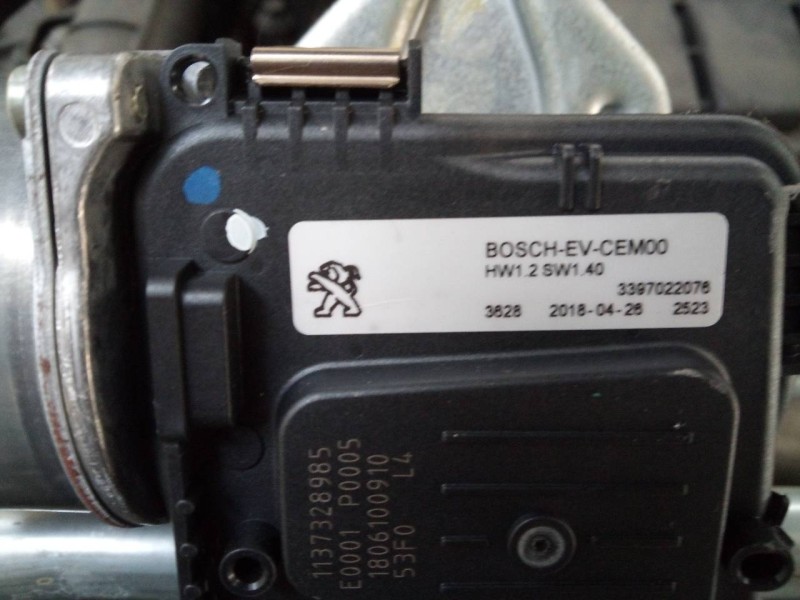 BOSCH-EV-CEM00
HW1.2 SW1.40
3397022076
3628 2018-04-26 2523
1137328985
E0001 P0005
1806100910
53F0 L4